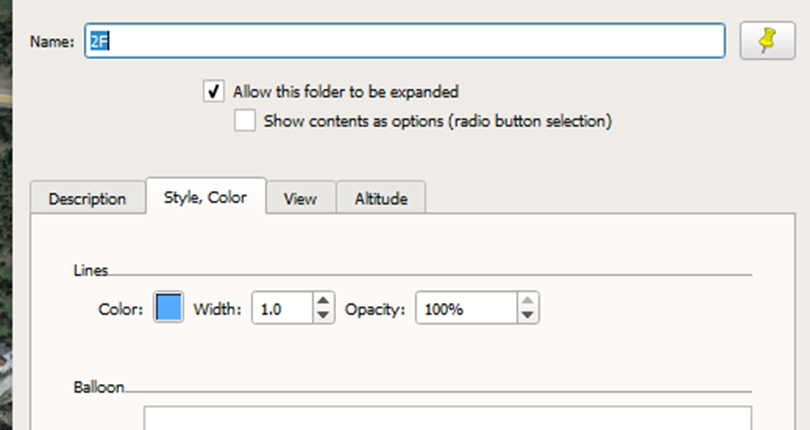 Name: 2F
Allow this folder to be expanded
Show contents as options (radio button selection)
Description Style, Color View Altitude
Lines
Color: Width: 1.0 Opacity: 100%
Balloon